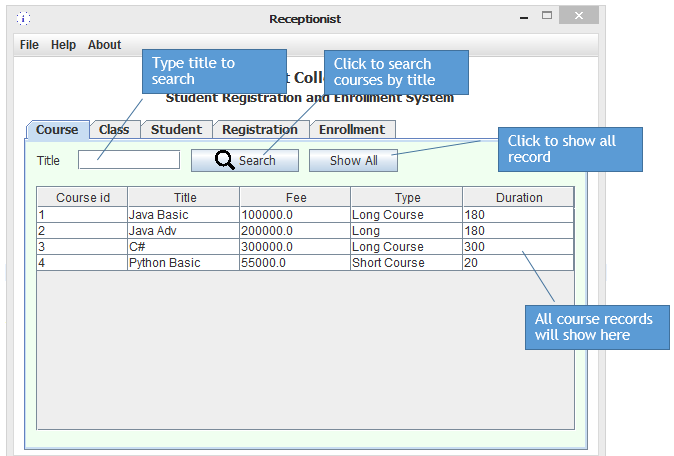 Receptionist
File Help About
Type title to
search
Click to search
courses by title
Student Registration and Enrollment System
Course Class Student Registration Enrollment
Click to show all
record
Title Search Show All
Course id Title Fee Type Duration
1 Java Basic 100000.0 Long Course 180
2 Java Adv 200000.0 Long 180
3 C# 300000.0 Long Course 300
4 Python Basic 55000.0 Short Course 20
All course records
will show here